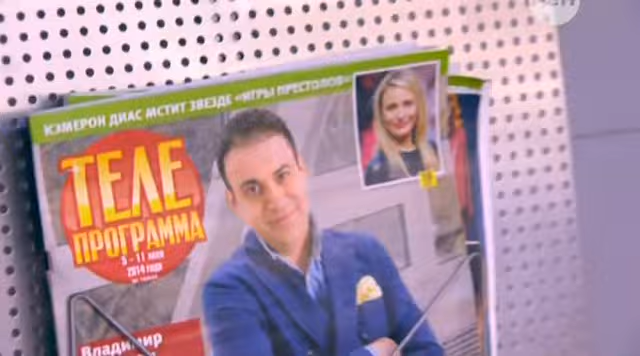 КЭМЕРОН ДИАС МСТИТ ЗВЕЗДЕ «ИГРЫ ПРЕСТОЛОВ»
ТЕЛЕ
ПРОГРАММА
5 - 11 мая
2014 года
Владимир